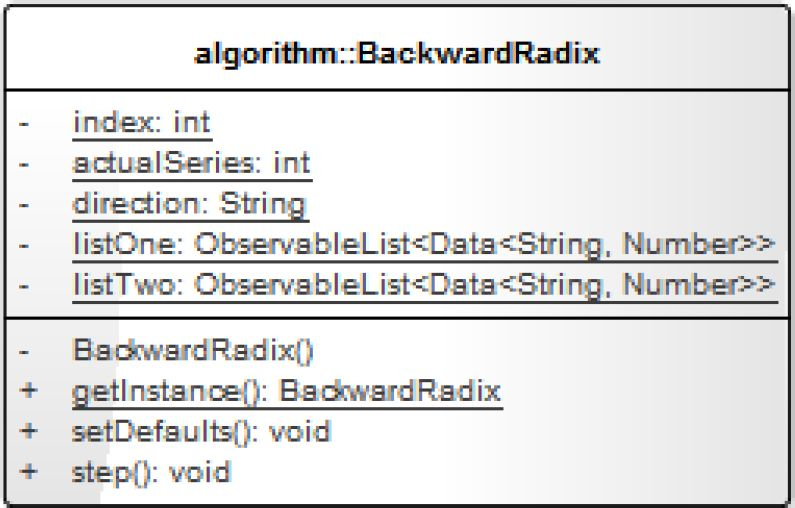 algorithm::BackwardRadix
- index: int
- actualSeries: int
- direction: String
- listOne: ObservableList<Data<String, Number>>
- listTwo: ObservableList<Data<String, Number>>
- BackwardRadix()
+ getInstance(): BackwardRadix
+ setDefaults(): void
+ step(): void